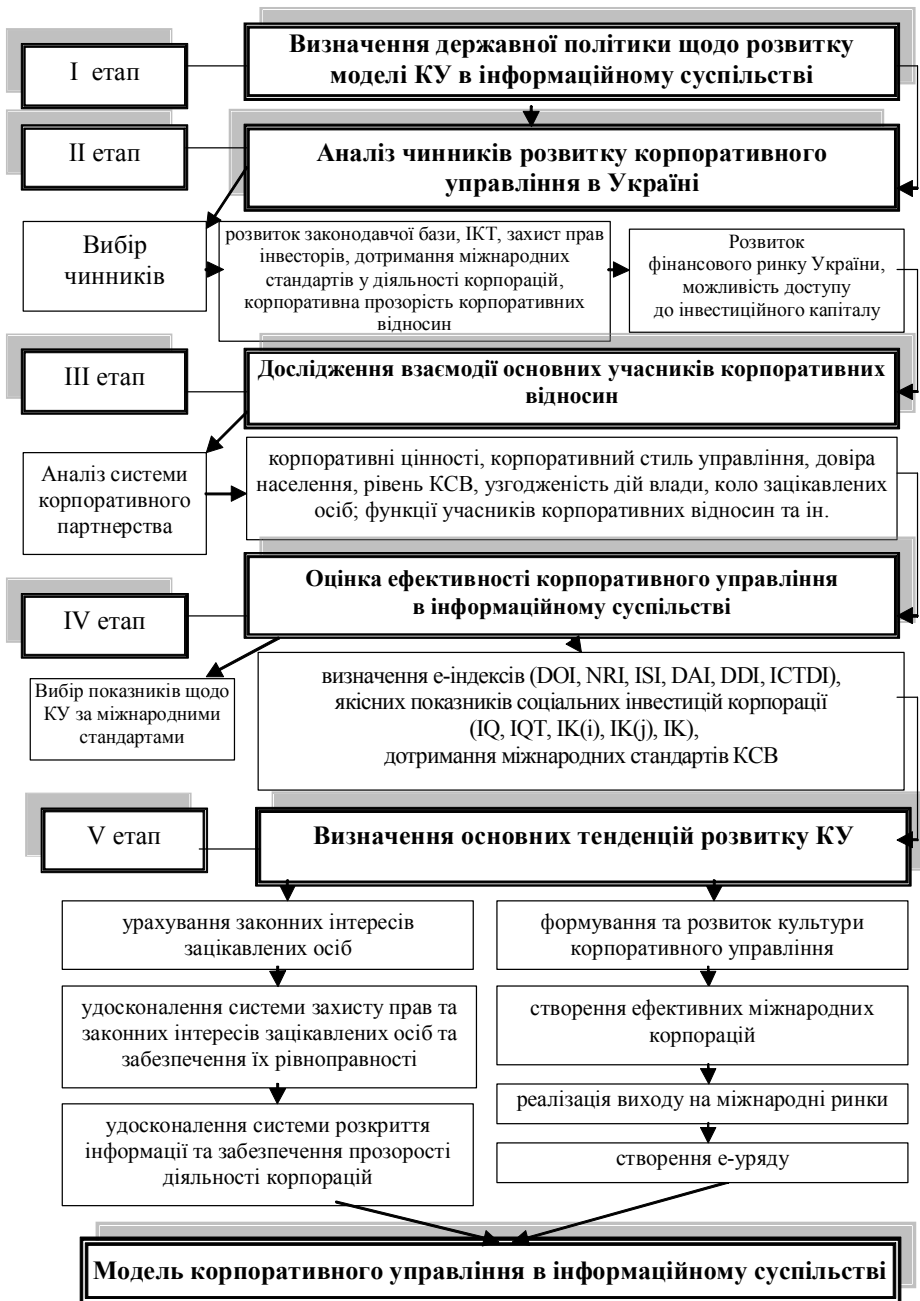 І етап
Визначення державної політики щодо розвитку
моделі КУ в інформаційному суспільстві
ІІ етап
Аналіз чинників розвитку корпоративного
управління в Україні
Вибір
чинників
розвиток законодавчої бази, ІКТ, захист прав
інвесторів, дотримання міжнародних
стандартів у діяльності корпорацій,
корпоративна прозорість корпоративних
відносин
Розвиток
фінансового ринку України,
можливість доступу
до інвестиційного капіталу
ІІІ етап
Дослідження взаємодії основних учасників корпоративних
відносин
Аналіз системи
корпоративного
партнерства
корпоративні цінності, корпоративний стиль управління, довіра
населення, рівень КСВ, узгодженість дій влади, коло зацікавлених
осіб; функції учасників корпоративних відносин та ін.
IV етап
Оцінка ефективності корпоративного управління
в інформаційному суспільстві
Вибір показників щодо
КУ за міжнародними
стандартами
визначення е-індексів (DOI, NRI, ISI, DAI, DDI, ICTDI),
якісних показників соціальних інвестицій корпорації
(IQ, IQT, IK(i), IK(j), IK),
дотримання міжнародних стандартів КСВ
V етап
Визначення основних тенденцій розвитку КУ
урахування законних інтересів
зацікавлених осіб
формування та розвиток культури
корпоративного управління
удосконалення системи захисту прав та
законних інтересів зацікавлених осіб та
забезпечення їх рівноправності
створення ефективних міжнародних
корпорацій
реалізація виходу на міжнародні ринки
удосконалення системи розкриття
інформації та забезпечення прозорості
діяльності корпорацій
створення е-уряду
Модель корпоративного управління в інформаційному суспільстві